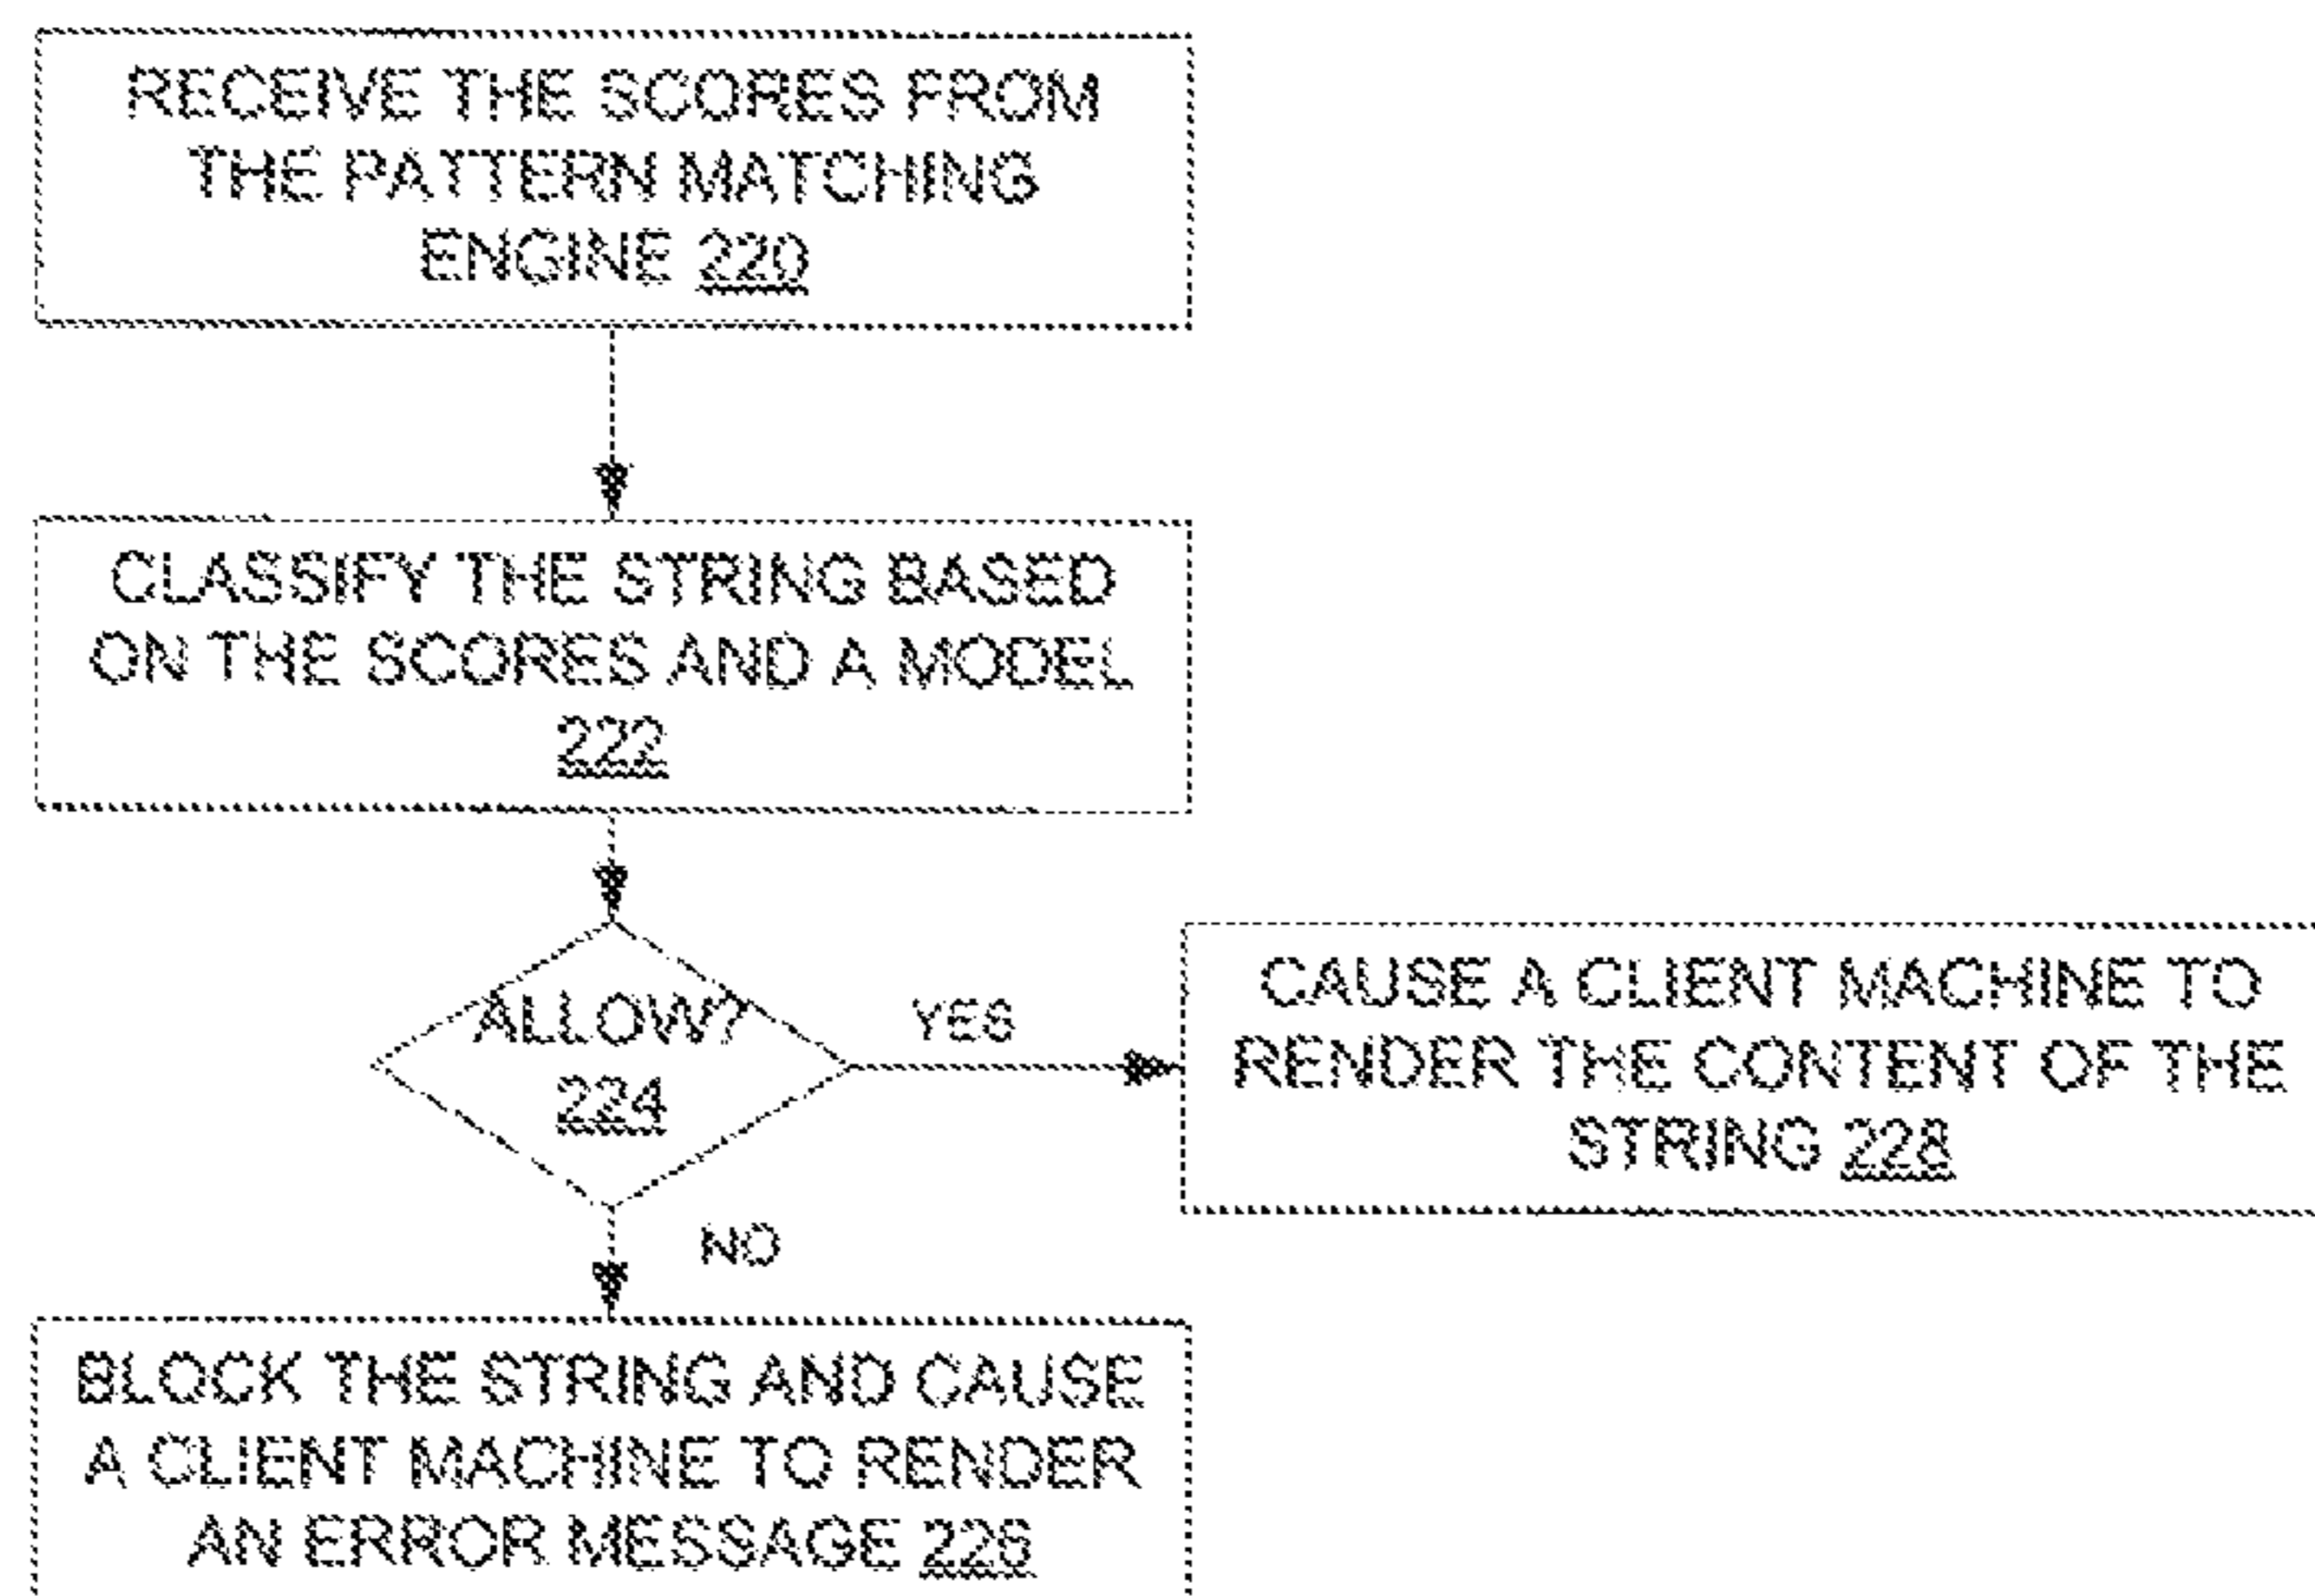 RECEIVE THE SCORES FROM
THE PATTERN MATCHING
ENGINE 220
CLASSIFY THE STRING BASED
ON THE SCORES AND A MODEL
222
ALLOW?
224
YES
CAUSE A CLIENT MACHINE TO
RENDER THE CONTENT OF THE
STRING 228
NO
BLOCK THE STRING AND CAUSE
A CLIENT MACHINE TO RENDER
AN ERROR MESSAGE 226